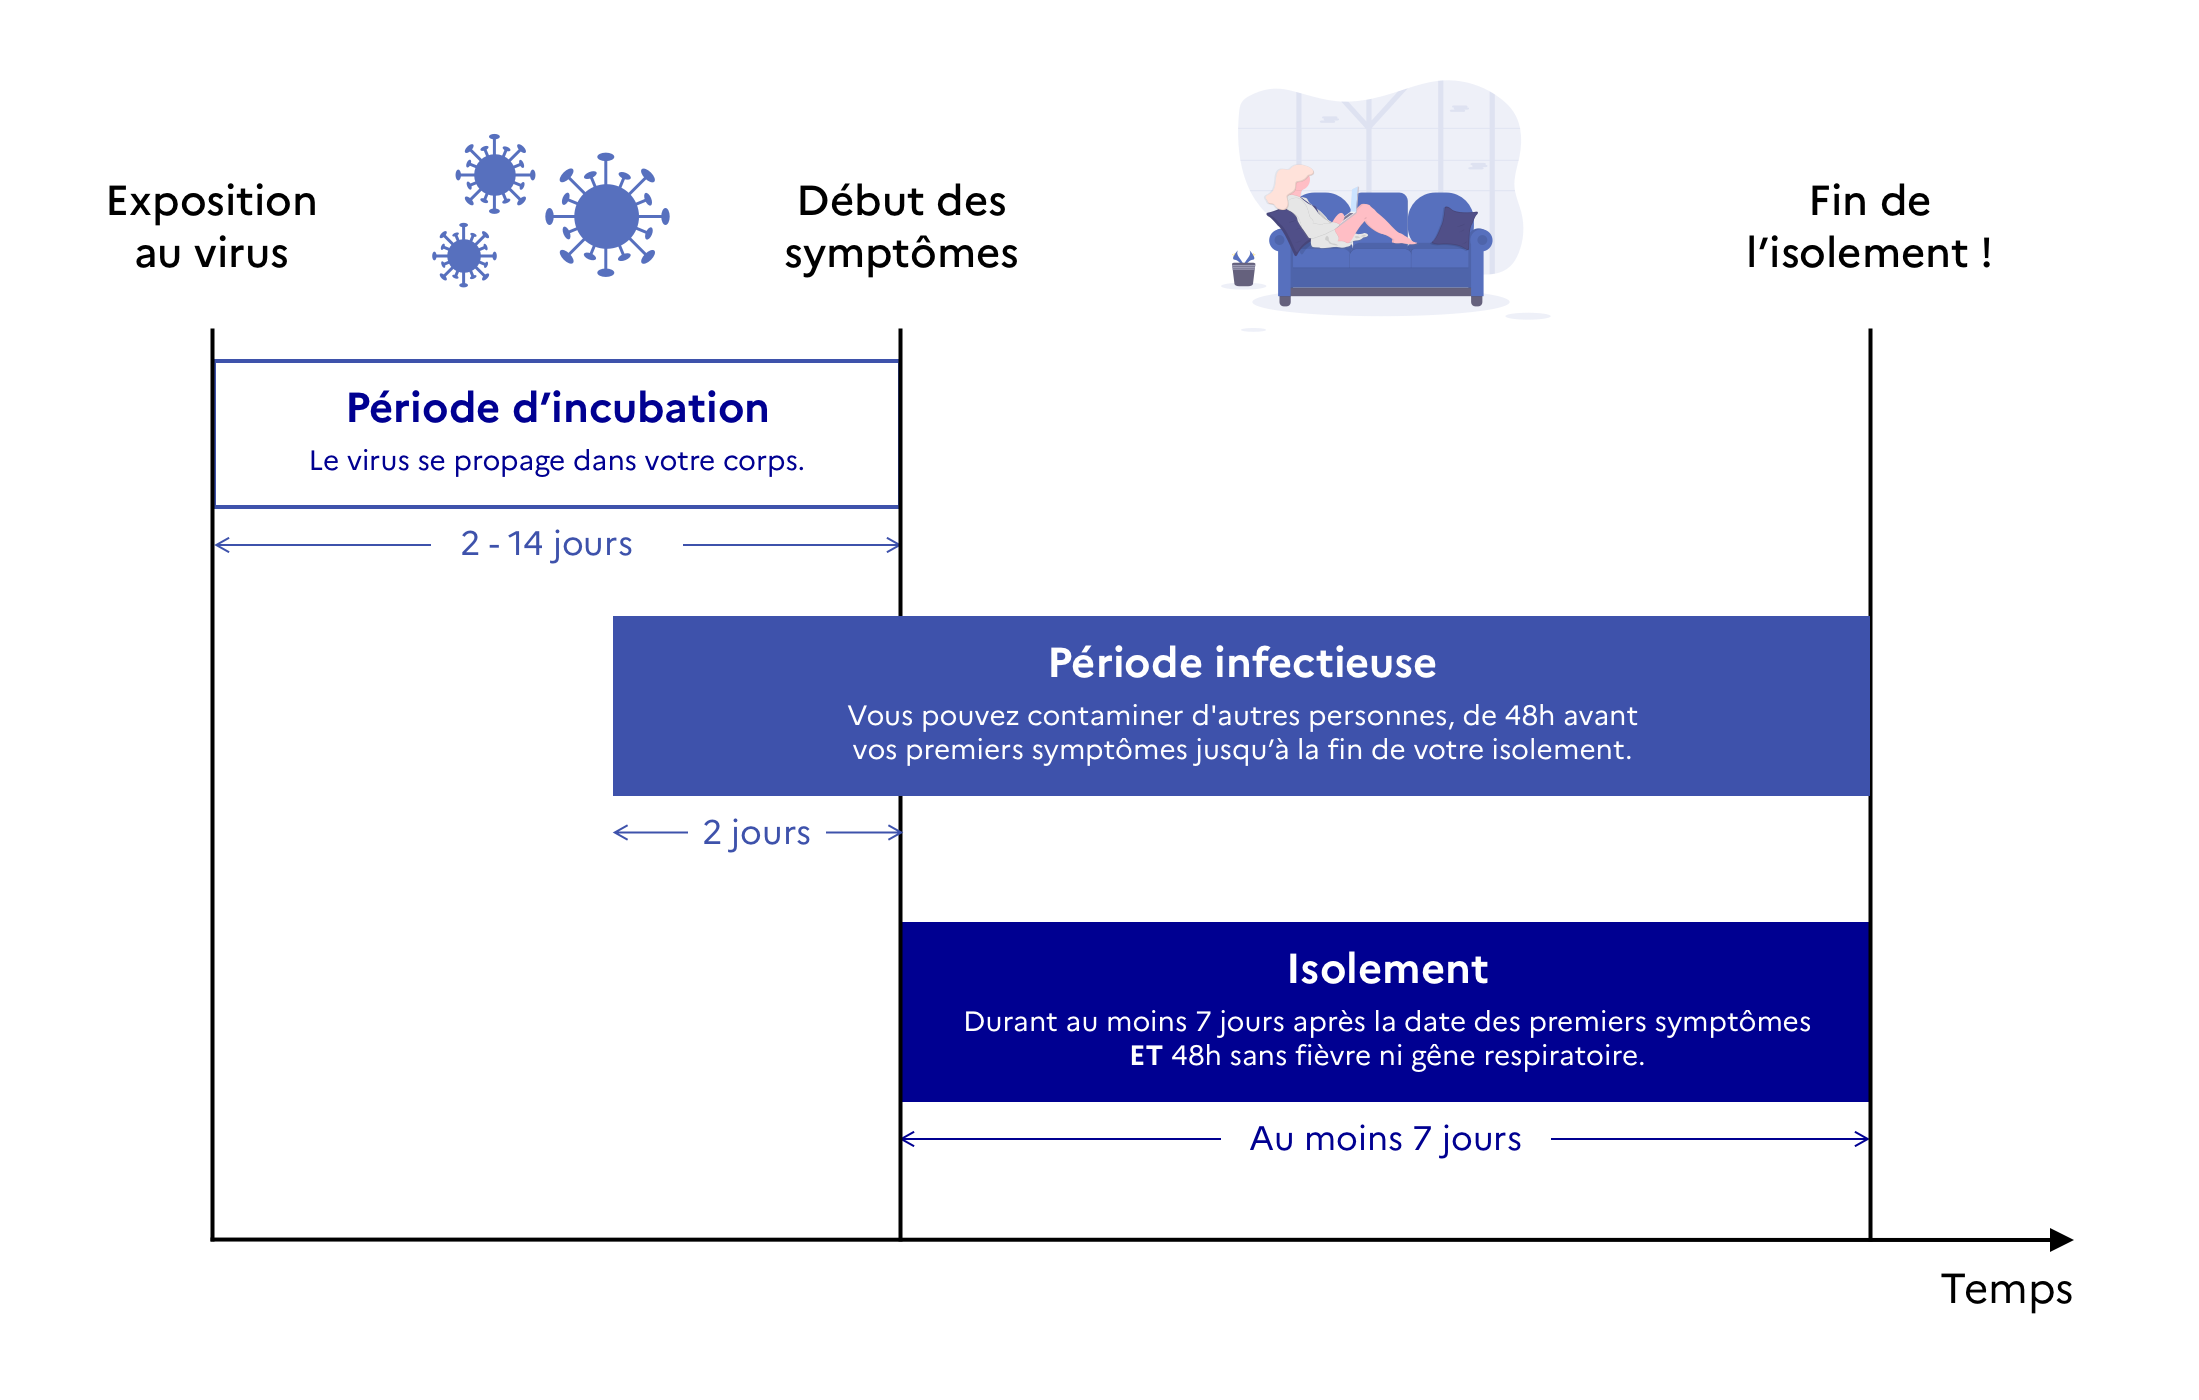 Exposition
au virus
Début des
symptômes
Fin de
l’isolement !
Période d’incubation
Le virus se propage dans votre corps.
2 - 14 jours
Période infectieuse
Vous pouvez contaminer d'autres personnes, de 48h avant
vos premiers symptômes jusqu’à la fin de votre isolement.
2 jours
Isolement
Durant au moins 7 jours après la date des premiers symptômes
ET 48h sans fièvre ni gêne respiratoire.
Au moins 7 jours
Temps